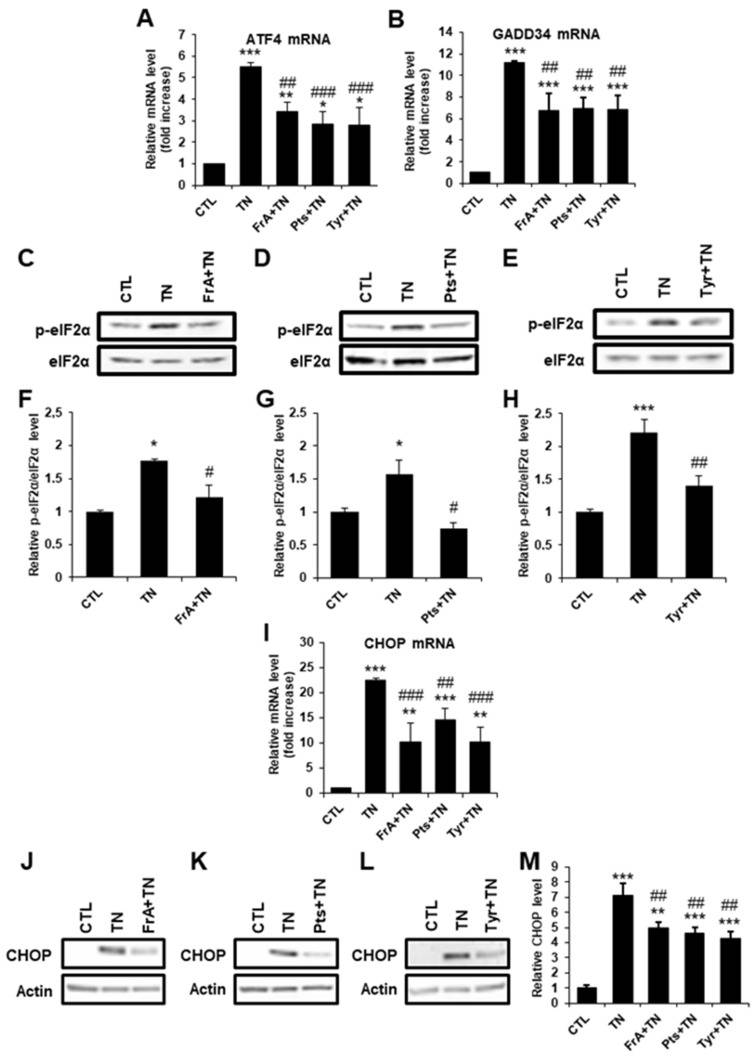 A
ATF4 mRNA
Relative mRNA level
(fold increase)
7
6
5
4
3
2
1
0
***
##
**
###
*
###
*
CTL
TN
FrA+TN
Pts+TN
Tyr+TN
B
GADD34 mRNA
Relative mRNA level
(fold increase)
14
12
10
8
6
4
2
0
***
##
***
##
***
##
***
CTL
TN
FrA+TN
Pts+TN
Tyr+TN
C
CTL
TN
FrA+TN
p-eIF2α
eIF2α
D
CTL
TN
Pts+TN
p-eIF2α
eIF2α
E
CTL
TN
Tyr+TN
p-eIF2α
eIF2α
F
Relative p-eIF2α/eIF2α level
2.5
2
1.5
1
0.5
0
*
#
CTL
TN
FrA+TN
G
Relative p-eIF2α/eIF2α level
2.5
2
1.5
1
0.5
0
*
#
CTL
TN
Pts+TN
H
Relative p-eIF2α/eIF2α level
2.5
2
1.5
1
0.5
0
***
##
CTL
TN
Tyr+TN
I
CHOP mRNA
Relative mRNA level
(fold increase)
30
25
20
15
10
5
0
***
###
**
##
***
###
**
CTL
TN
FrA+TN
Pts+TN
Tyr+TN
J
CTL
TN
FrA+TN
CHOP
Actin
K
CTL
TN
Pts+TN
CHOP
Actin
L
CTL
TN
Tyr+TN
CHOP
Actin
M
Relative CHOP level
9
8
7
6
5
4
3
2
1
0
***
##
**
##
***
##
***
CTL
TN
FrA+TN
Pts+TN
Tyr+TN